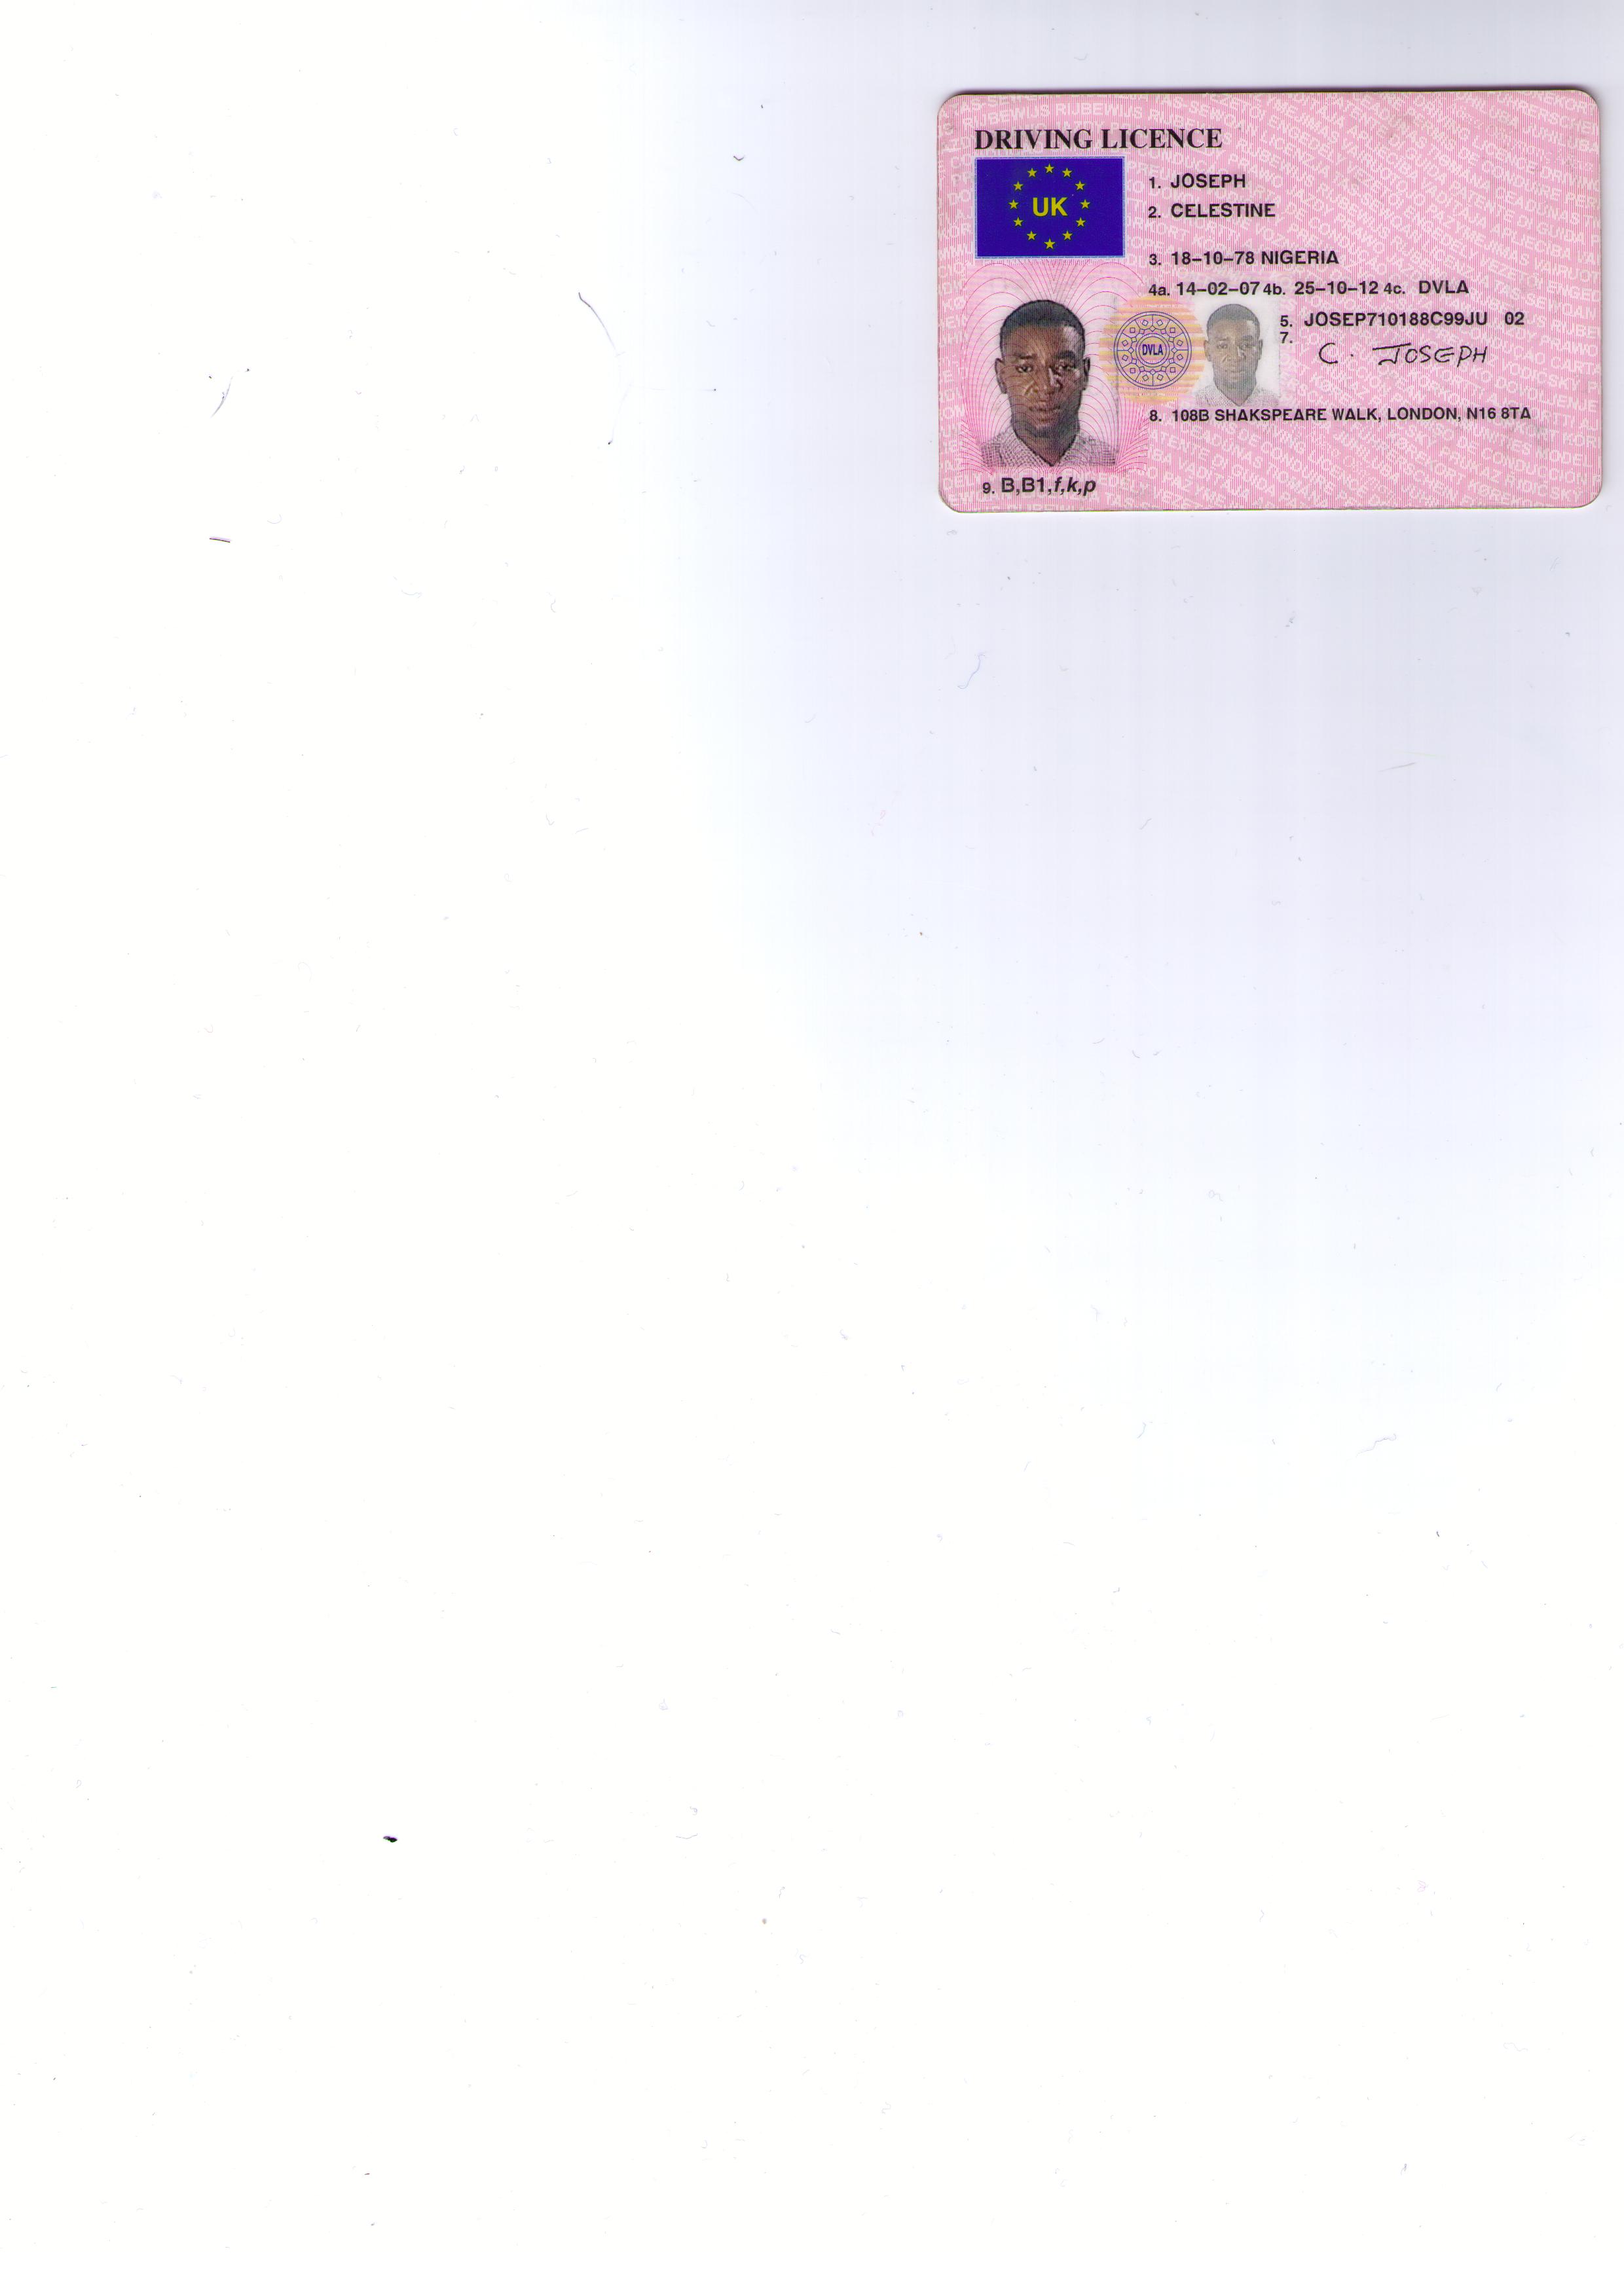 DRIVING LICENCE
UK
1. JOSEPH
2. CELESTINE
3. 18-10-78 NIGERIA
4a. 14-02-07 4b. 25-10-12 4c. DVLA
5. JOSEP710188C99JU 02
7. C. JOSEPH
DVLA
8. 108B SHAKSPEARE WALK, LONDON, N16 8TA
9. B,B1,f,k,p